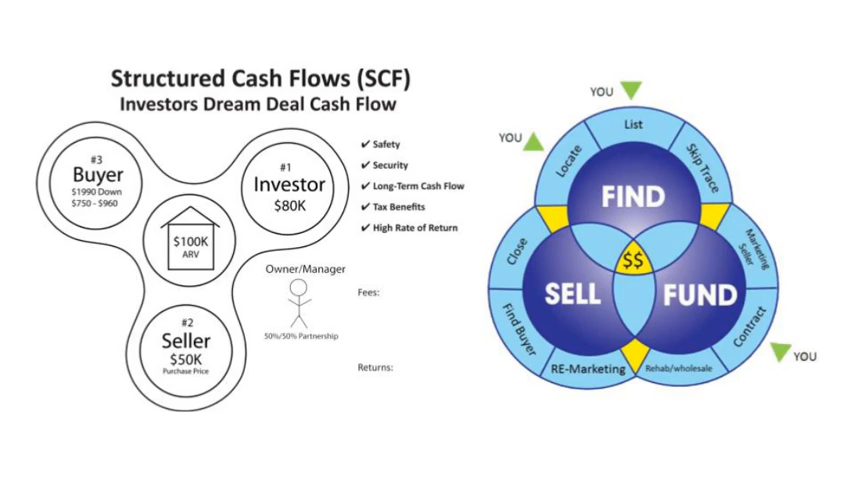 Structured Cash Flows (SCF)
Investors Dream Deal Cash Flow
#3
Buyer
$1990 Down
$750 - $960
#1
Investor
$80K
$100K
ARV
#2
Seller
$50K
Purchase Price
✔ Safety
✔ Security
✔ Long-Term Cash Flow
✔ Tax Benefits
✔ High Rate of Return
Owner/Manager
50%/50% Partnership
Fees:
Returns:
YOU
YOU
List
Locate
Skip Trace
FIND
Close
Marketing
Seller
$$
SELL
FUND
Find Buyer
Contract
YOU
RE-Marketing
Rehab/wholesale